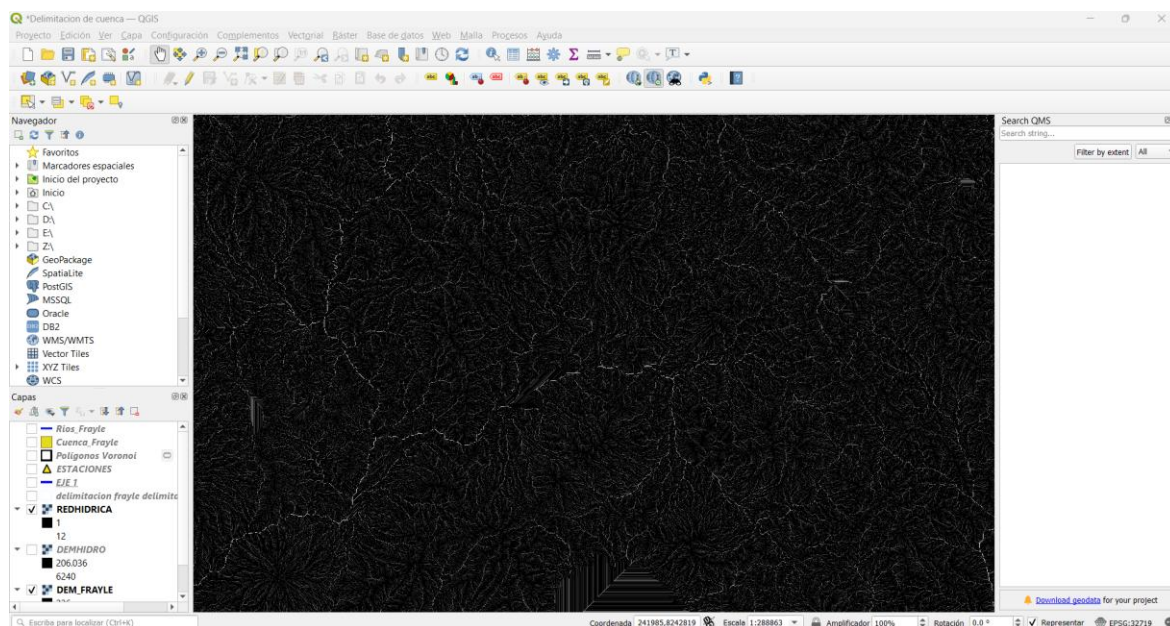 *Delimitacion de cuenca — QGIS
Proyecto Edición Ver Capa Configuración Complementos Vectorial Ráster Base de datos Web Malla Procesos Ayuda
Navegador
Favoritos
Marcadores espaciales
Inicio del proyecto
Inicio
C:\
D:\
E:\
Z:\
GeoPackage
SpatiaLite
PostGIS
MSSQL
Oracle
DB2
WMS/WMTS
Vector Tiles
XYZ Tiles
WCS
Capas
Rios_Frayle
Cuenca_Frayle
Poligonos Voronoi
ESTACIONES
EJE 1
delimitacion frayle delimita
REDHIDRICA
1
12
DEMHIDRO
206.036
6240
DEM_FRAYLE
Search QMS
Search string...
Filter by extent All
Download geodata for your project
Escriba para localizar (Ctrl+K)
Coordenada 241985,8242819 Escala 1:288863 Amplificador 100% Rotación 0.0 ° Representar EPSG:32719